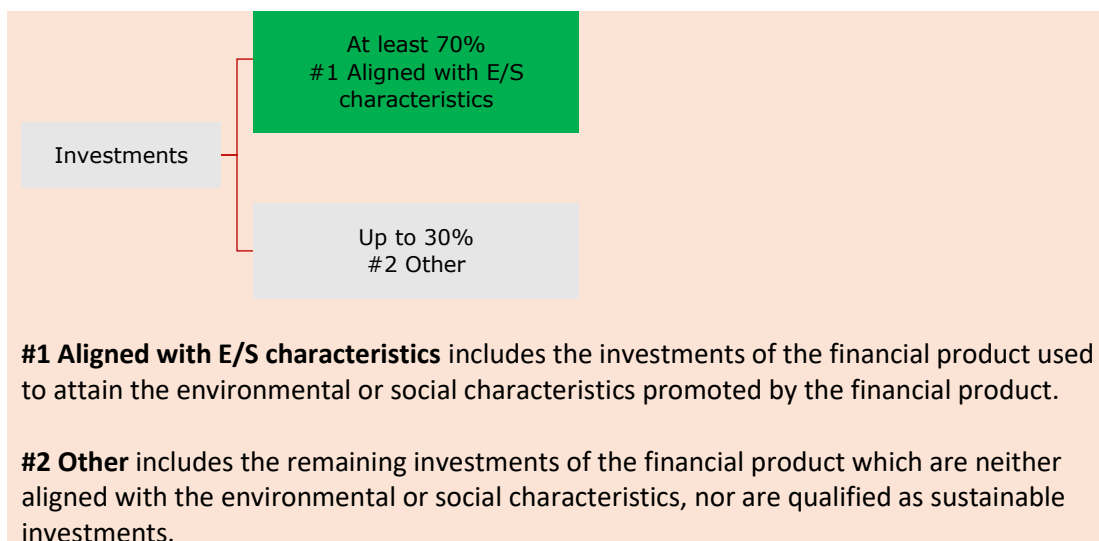 At least 70%
#1 Aligned with E/S
characteristics
Investments
Up to 30%
#2 Other
#1 Aligned with E/S characteristics includes the investments of the financial product used
to attain the environmental or social characteristics promoted by the financial product.
#2 Other includes the remaining investments of the financial product which are neither
aligned with the environmental or social characteristics, nor are qualified as sustainable
investments.